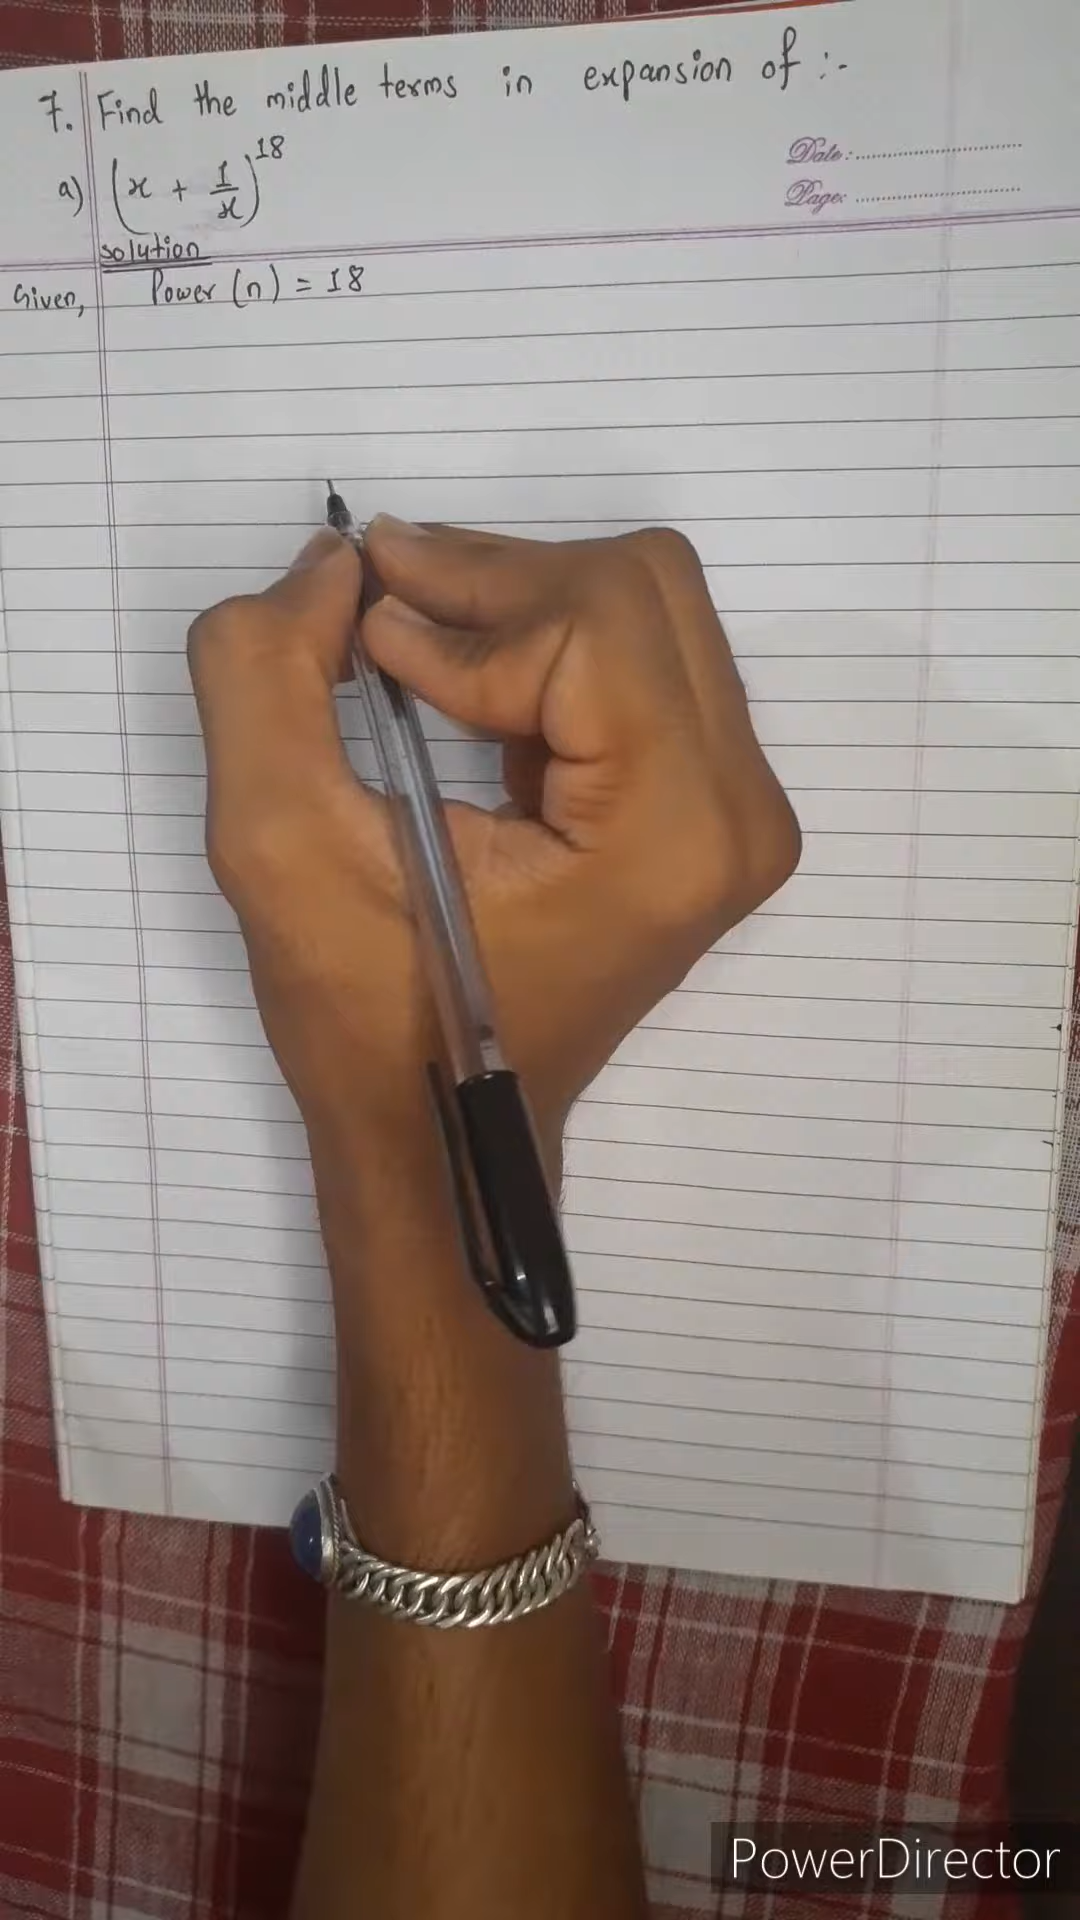 7. Find the middle terms in expansion of :-
a) (x + 1/x)^18
Date: ..............................
Page: ..............................
solution
Given, Power (n) = 18
PowerDirector